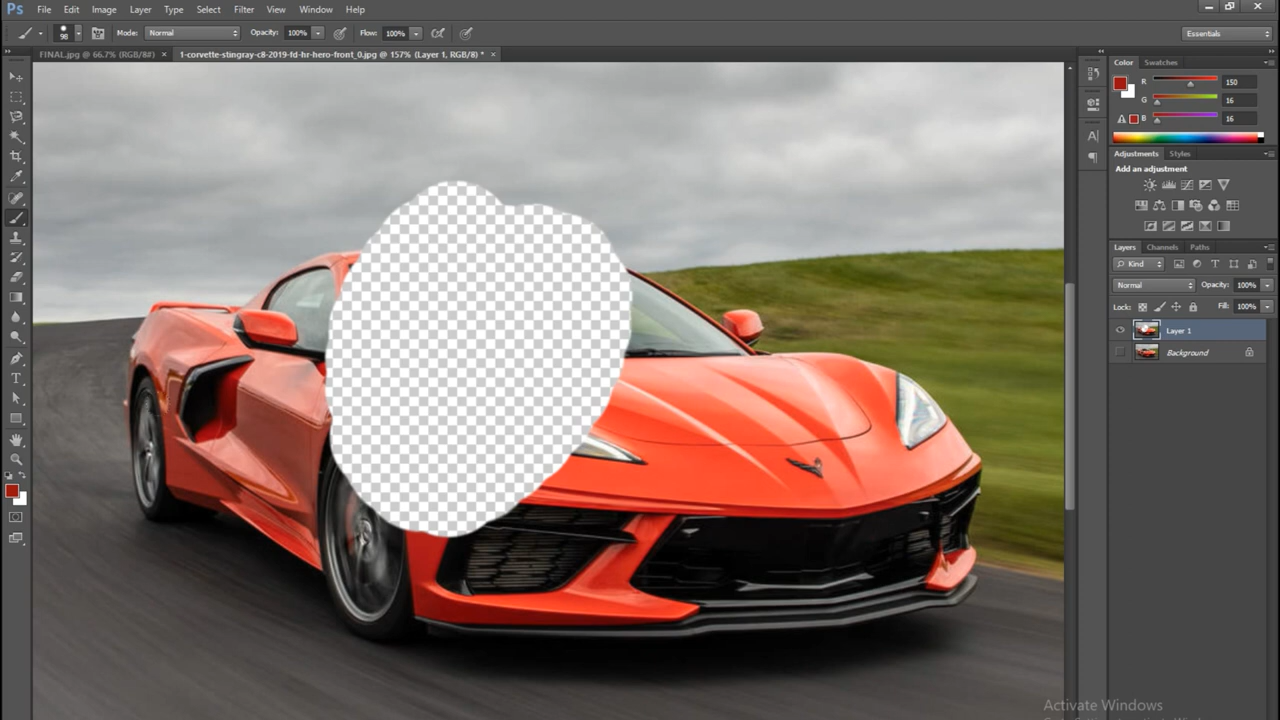 Ps File Edit Image Layer Type Select Filter View Window Help
98 Mode: Normal Opacity: 100% Flow: 100% Essentials
FINAL.jpg @ 66.7% (RGB/8#) × 1-corvette-stingray-c8-2019-fd-hr-hero-front_0.jpg @ 157% (Layer 1, RGB/8) * ×
Color Swatches
R 150
G 16
B 16
Adjustments Styles
Add an adjustment
Layers Channels Paths
Kind
Normal Opacity: 100%
Lock: Fill: 100%
Layer 1
Background
Activate Windows